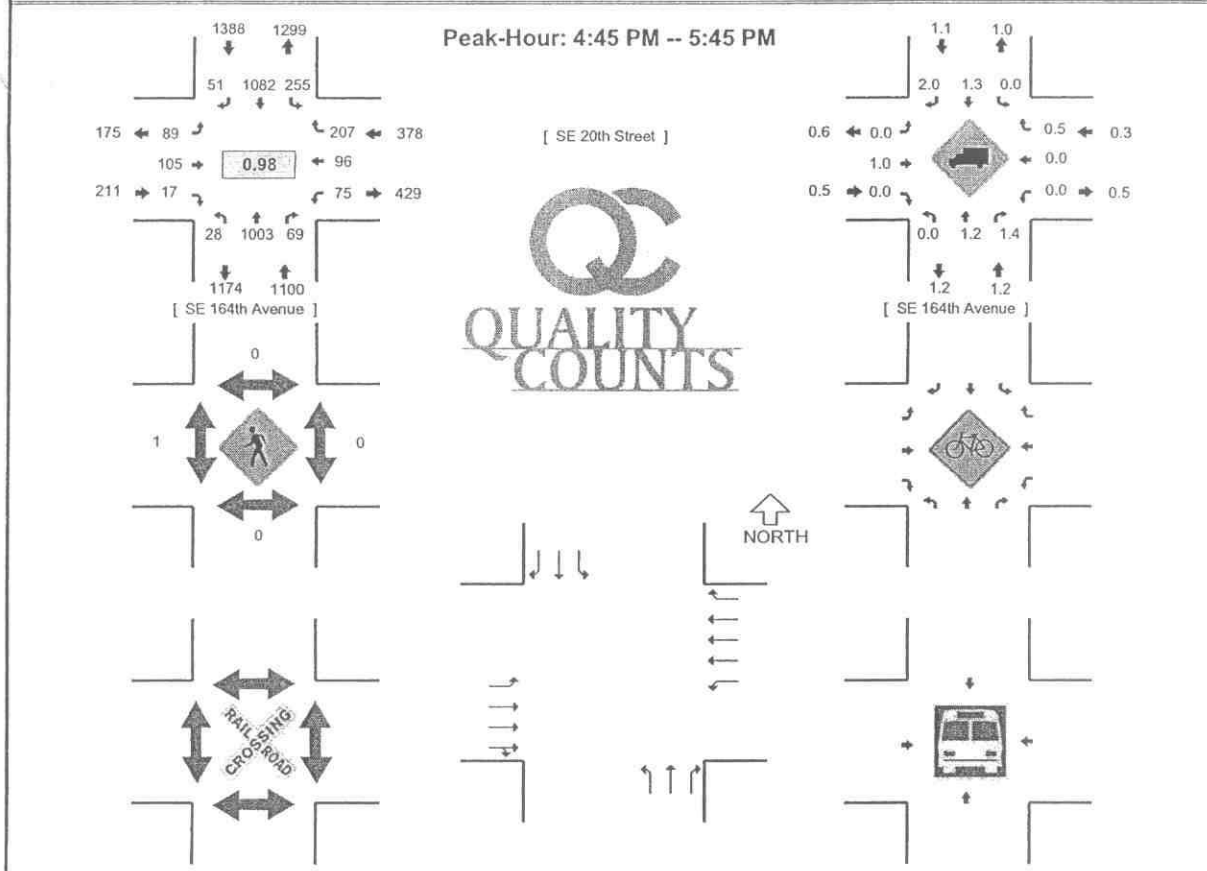 Peak-Hour: 4:45 PM -- 5:45 PM
1388 1299
51 1082 255
175 89 207 378
105 0.98 96
211 17 75 429
28 1003 69
1174 1100
[ SE 164th Avenue ]
[ SE 20th Street ]
QC
QUALITY
COUNTS
1.1 1.0
2.0 1.3 0.0
0.6 0.0 0.5 0.3
1.0 0.0
0.5 0.0 0.0 0.5
0.0 1.2 1.4
1.2 1.2
[ SE 164th Avenue ]
0
1 0
0
NORTH
RAIL ROAD
CROSSING